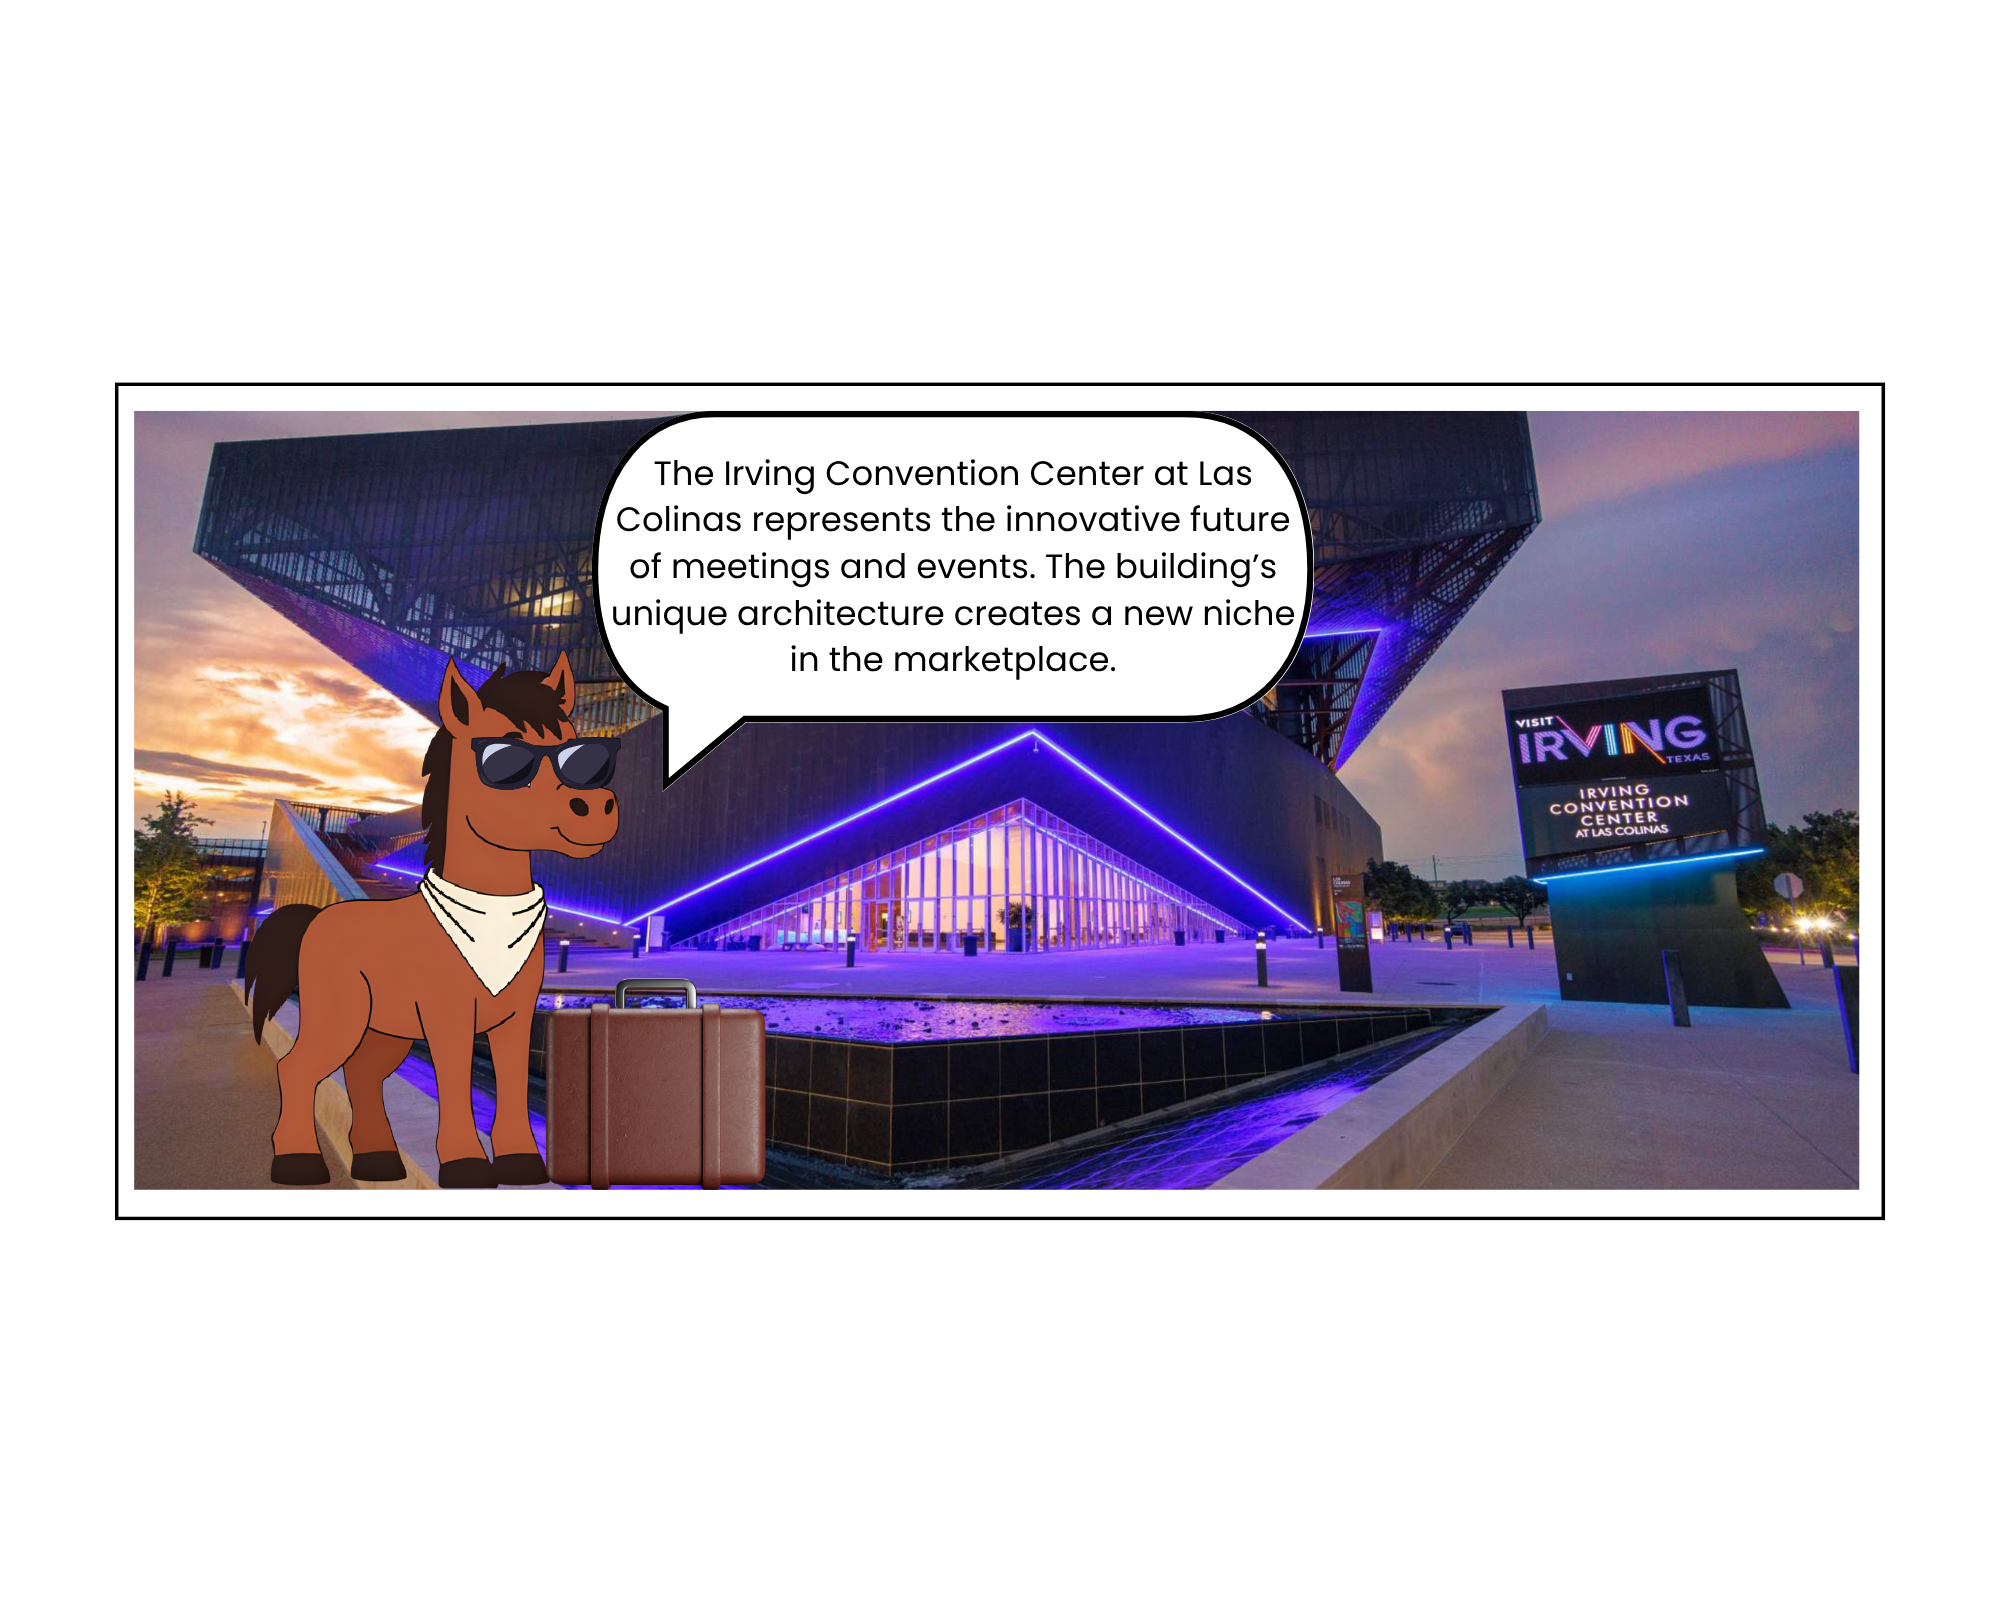 The Irving Convention Center at Las
Colinas represents the innovative future
of meetings and events. The building’s
unique architecture creates a new niche
in the marketplace.
VISIT
IRVING
TEXAS
IRVING
CONVENTION
CENTER
AT LAS COLINAS